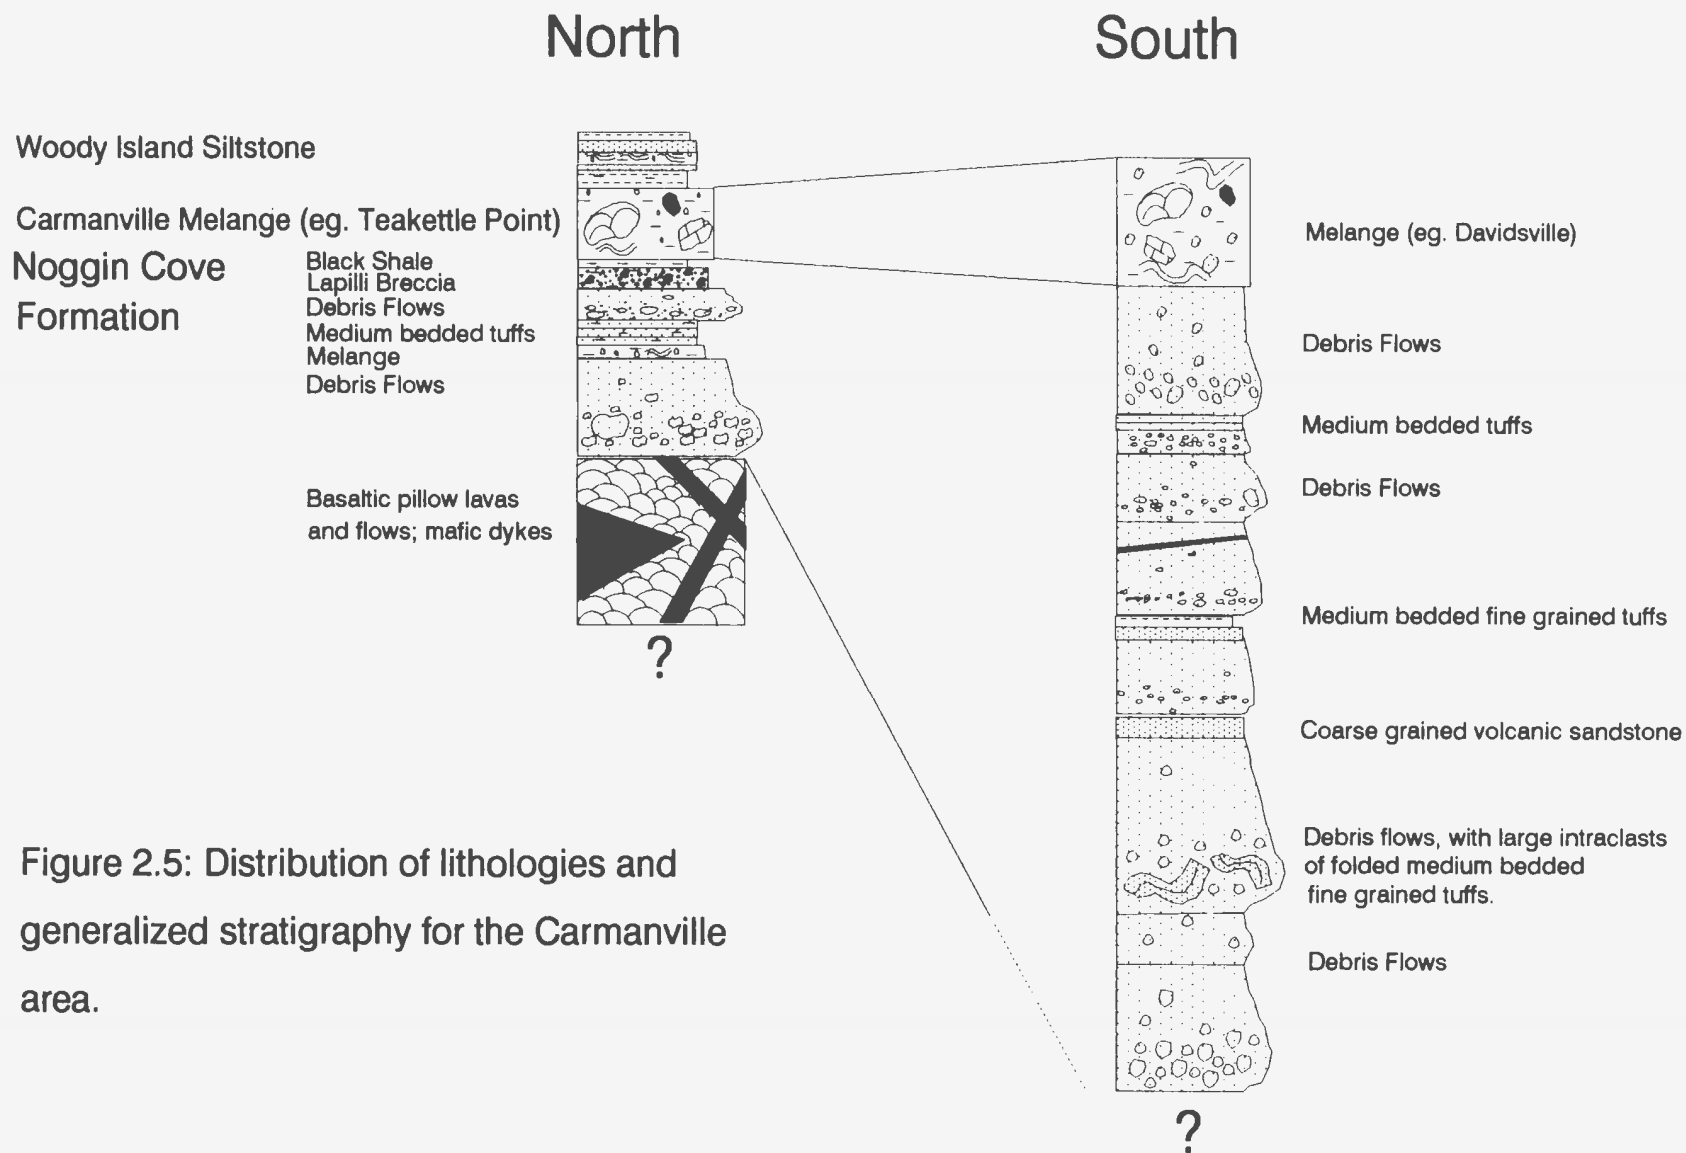 North
South
Woody Island Siltstone
Carmanville Melange (eg. Teakettle Point)
Noggin Cove
Formation
Black Shale
Lapilli Breccia
Debris Flows
Medium bedded tuffs
Melange
Debris Flows
Basaltic pillow lavas
and flows; mafic dykes
?
Melange (eg. Davidsville)
Debris Flows
Medium bedded tuffs
Debris Flows
Medium bedded fine grained tuffs
Coarse grained volcanic sandstone
Debris flows, with large intraclasts
of folded medium bedded
fine grained tuffs.
Debris Flows
?
Figure 2.5: Distribution of lithologies and
generalized stratigraphy for the Carmanville
area.